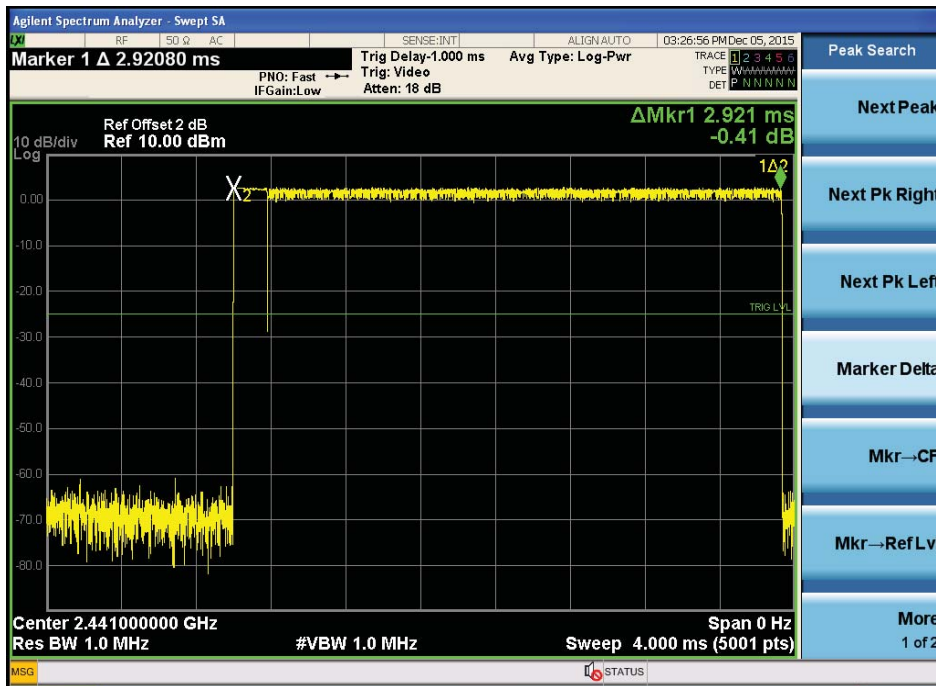 Agilent Spectrum Analyzer - Swept SA
LXI RF 50 Ω AC SENSE:INT ALIGN AUTO 03:26:56 PM Dec 05, 2015
Marker 1 Δ 2.92080 ms
PNO: Fast
IFGain:Low
Trig Delay-1.000 ms
Trig: Video
Atten: 18 dB
Avg Type: Log-Pwr
TRACE 1 2 3 4 5 6
TYPE WWWWWW
DET P N N N N N
Peak Search
Next Peak
Next Pk Right
Next Pk Left
Marker Delta
Mkr→CF
Mkr→Ref Lv
More
1 of 2
ΔMkr1 2.921 ms
-0.41 dB
Ref Offset 2 dB
10 dB/div Ref 10.00 dBm
Log
1Δ2
X2
0.00
-10.0
-20.0
TRIG LVL
-30.0
-40.0
-50.0
-60.0
-70.0
-80.0
Center 2.441000000 GHz Span 0 Hz
Res BW 1.0 MHz #VBW 1.0 MHz Sweep 4.000 ms (5001 pts)
MSG STATUS